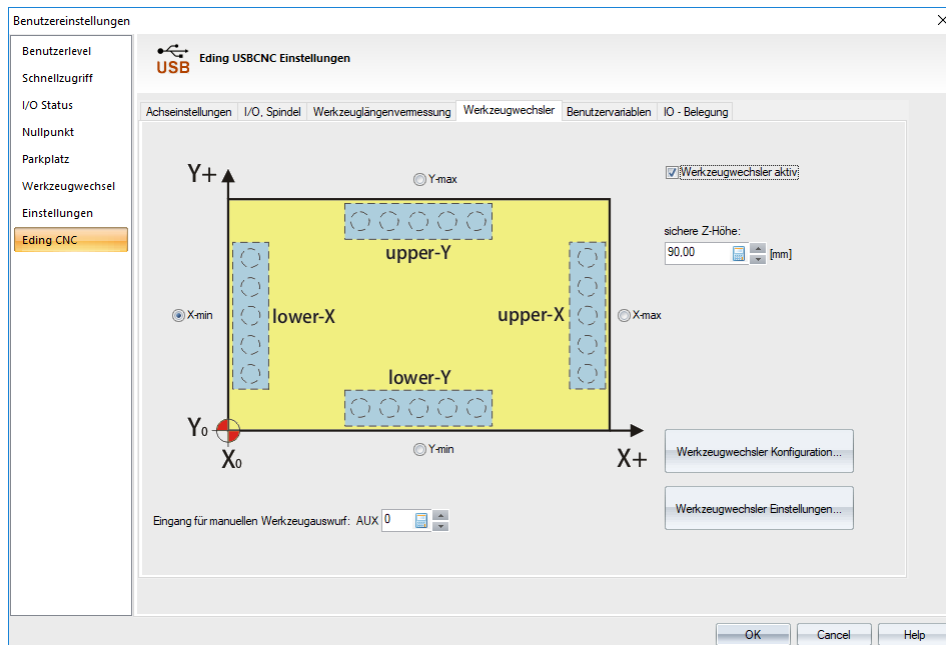 Benutzereinstellungen
Benutzerlevel
Schnellzugriff
I/O Status
Nullpunkt
Parkplatz
Werkzeugwechsel
Einstellungen
Eding CNC
USB
Eding USBCNC Einstellungen
Achseinstellungen
I/O, Spindel
Werkzeuglängenvermessung
Werkzeugwechsler
Benutzervariablen
IO - Belegung
Y+
Y-max
upper-Y
X-min
lower-X
upper-X
X-max
lower-Y
Y0
X0
Y-min
X+
Werkzeugwechsler aktiv
sichere Z-Höhe:
90,00 [mm]
Werkzeugwechsler Konfiguration...
Werkzeugwechsler Einstellungen...
Eingang für manuellen Werkzeugauswurf: AUX 0
OK
Cancel
Help